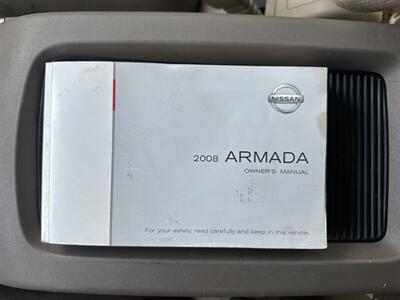 NISSAN
2008 ARMADA
OWNER'S MANUAL
For your safety, read carefully and keep in this vehicle.